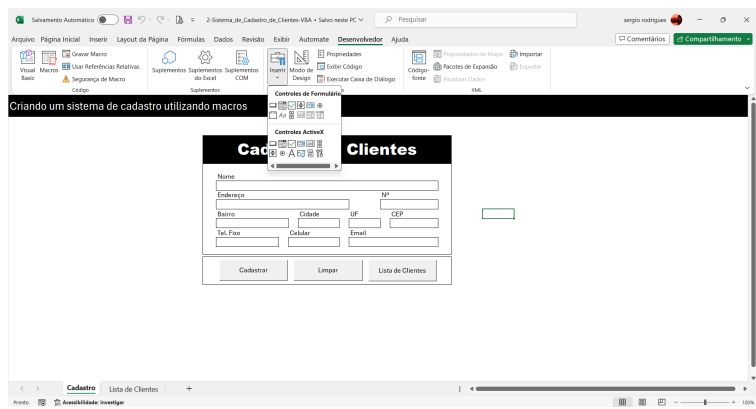 Salvamento Automático
2-Sistema_de_Cadastro_de_Clientes-VBA • Salvo neste PC
Pesquisar
sergio rodrigues
Arquivo Página Inicial Inserir Layout da Página Fórmulas Dados Revisão Exibir Automate Desenvolvedor Ajuda
Comentários Compartilhamento
Visual Basic
Macros
Gravar Macro
Usar Referências Relativas
Segurança de Macro
Código
Suplementos
Suplementos do Excel
Suplementos COM
Suplementos
Inserir
Modo de Design
Propriedades
Exibir Código
Executar Caixa de Diálogo
Código-fonte
Propriedades do Mapa
Pacotes de Expansão
Atualizar Dados
Importar
Exportar
XML
Controles de Formulário
Aa
Controles ActiveX
A
Criando um sistema de cadastro utilizando macros
Cad Clientes
Nome
Endereço Nº
Bairro Cidade UF CEP
Tel. Fixo Celular Email
Cadastrar Limpar Lista de Clientes
Cadastro Lista de Clientes +
Pronto Acessibilidade: investigar 100%